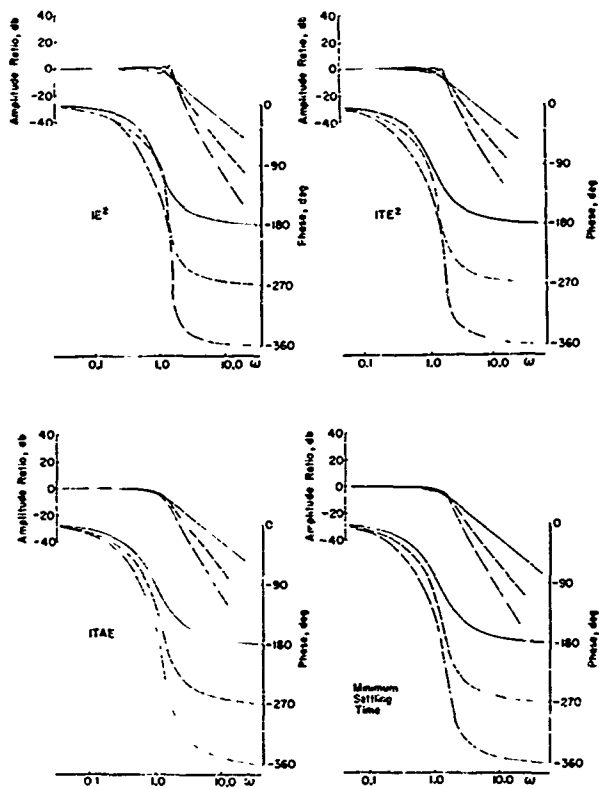 Amplitude Ratio, db
40
20
0
-20
-40
0
-90
-180
-270
-360
Phase, deg
IE²
0.1
1.0
10.0
ω
Amplitude Ratio, db
40
20
0
-20
-40
0
-90
-180
-270
-360
Phase, deg
ITE²
0.1
1.0
10.0
ω
Amplitude Ratio, db
40
20
0
-20
-40
0
-90
-180
-270
-360
Phase, deg
ITAE
0.1
1.0
10.0
ω
Amplitude Ratio, db
40
20
0
-20
-40
0
-90
-180
-270
-360
Phase, deg
Minimum
Settling
Time
0.1
1.0
10.0
ω